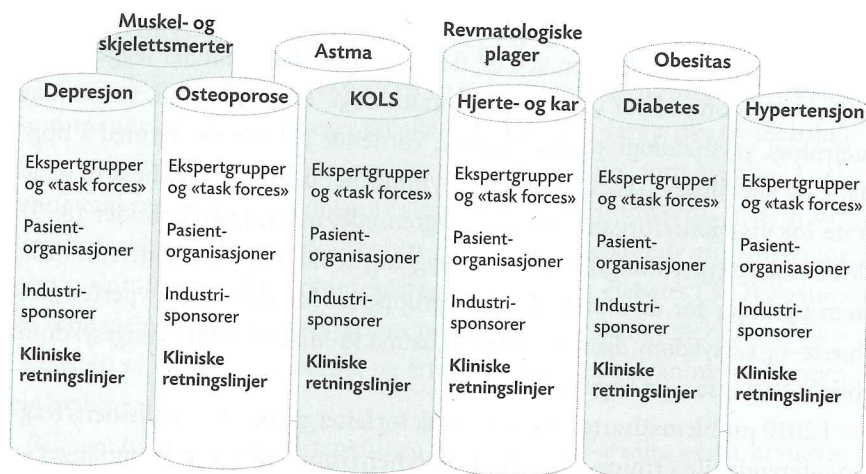 Muskel- og
skjelettsmerter
Astma
Revmatologiske
plager
Obesitas
Depresjon
Osteoporose
KOLS
Hjerte- og kar
Diabetes
Hypertensjon
Ekspertgrupper
og «task forces»
Pasient-
organisasjoner
Industri-
sponsorer
Kliniske
retningslinjer
Ekspertgrupper
og «task forces»
Pasient-
organisasjoner
Industri-
sponsorer
Kliniske
retningslinjer
Ekspertgrupper
og «task forces»
Pasient-
organisasjoner
Industri-
sponsorer
Kliniske
retningslinjer
Ekspertgrupper
og «task forces»
Pasient-
organisasjoner
Industri-
sponsorer
Kliniske
retningslinjer
Ekspertgrupper
og «task forces»
Pasient-
organisasjoner
Industri-
sponsorer
Kliniske
retningslinjer
Ekspertgrupper
og «task forces»
Pasient-
organisasjoner
Industri-
sponsorer
Kliniske
retningslinjer